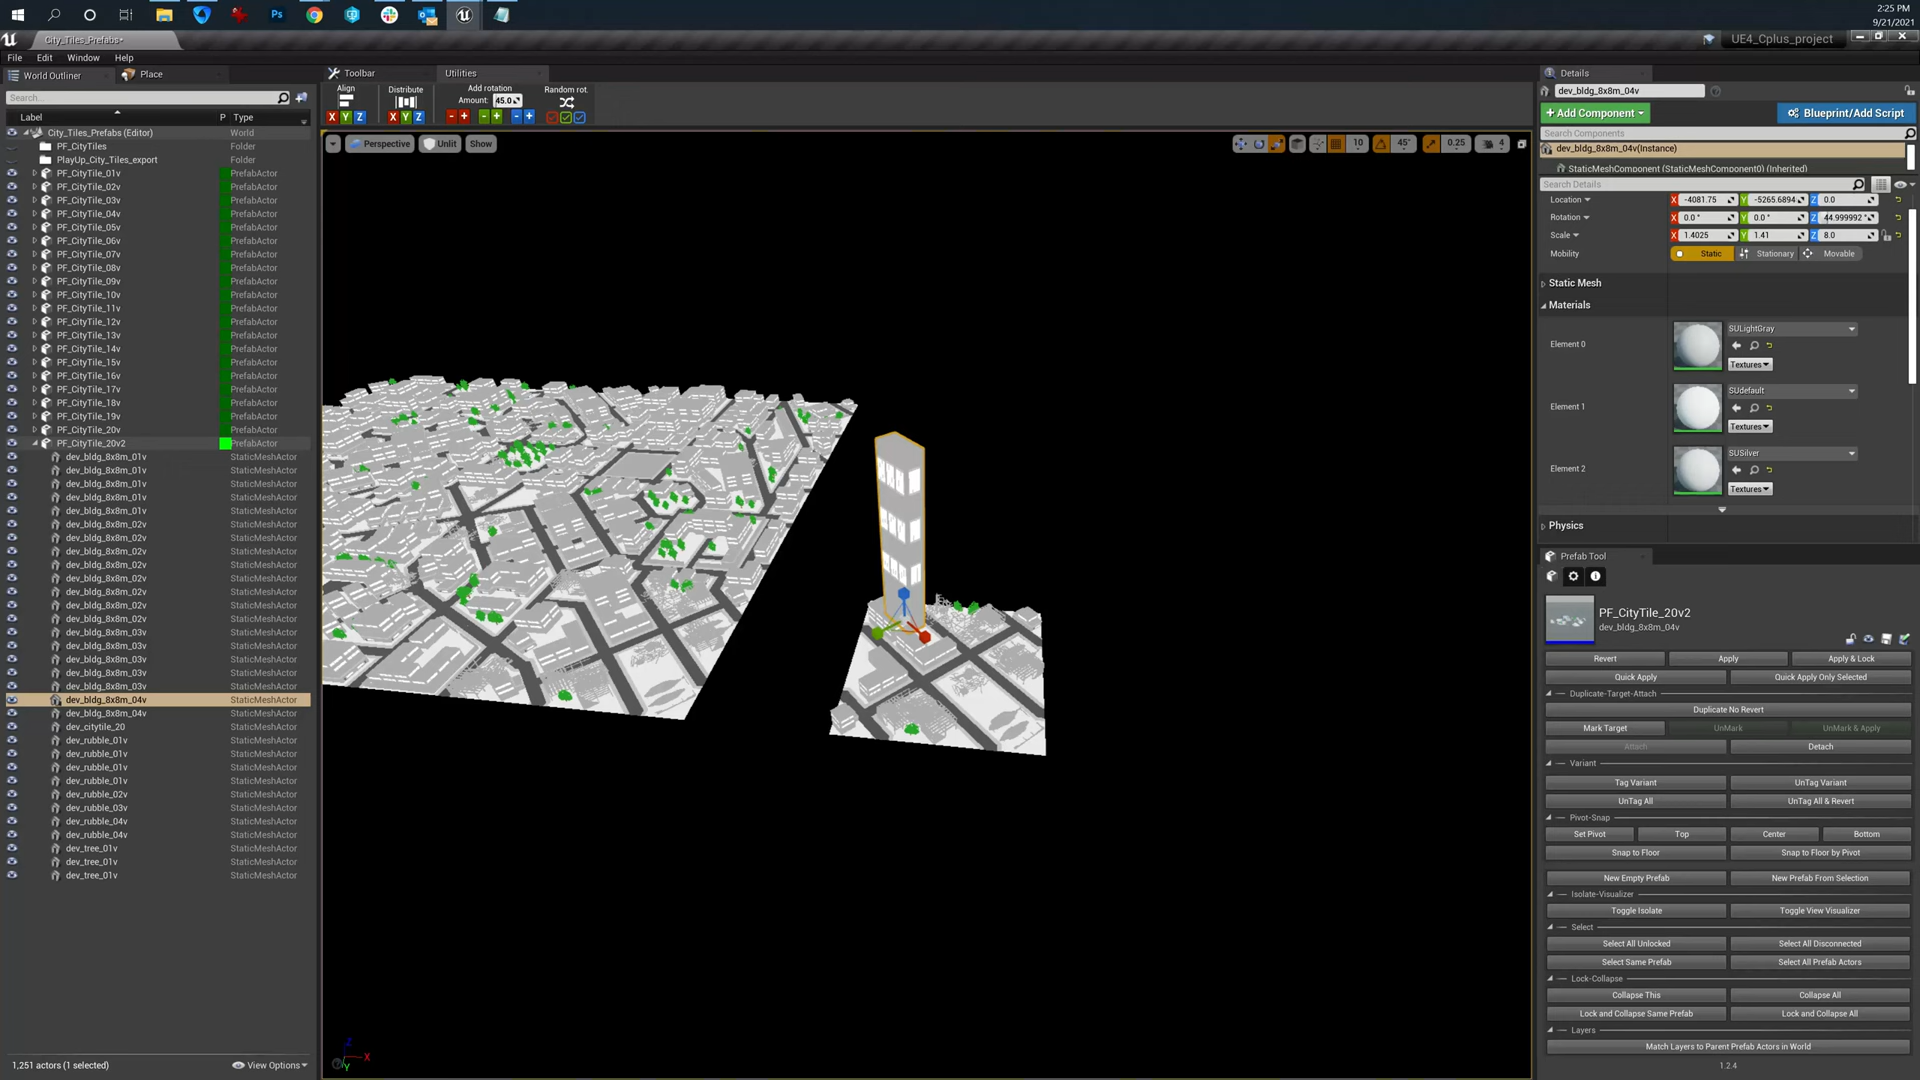 Ps
2:25 PM
9/21/2021
City_Tiles_Prefabs•
UE4_Cplus_project
File Edit Window Help
World Outliner
Place
Search...
Label P Type
City_Tiles_Prefabs (Editor) World
PF_CityTiles Folder
PlayUp_City_Tiles_export Folder
PF_CityTile_01v PrefabActor
PF_CityTile_02v PrefabActor
PF_CityTile_03v PrefabActor
PF_CityTile_04v PrefabActor
PF_CityTile_05v PrefabActor
PF_CityTile_06v PrefabActor
PF_CityTile_07v PrefabActor
PF_CityTile_08v PrefabActor
PF_CityTile_09v PrefabActor
PF_CityTile_10v PrefabActor
PF_CityTile_11v PrefabActor
PF_CityTile_12v PrefabActor
PF_CityTile_13v PrefabActor
PF_CityTile_14v PrefabActor
PF_CityTile_15v PrefabActor
PF_CityTile_16v PrefabActor
PF_CityTile_17v PrefabActor
PF_CityTile_18v PrefabActor
PF_CityTile_19v PrefabActor
PF_CityTile_20v PrefabActor
PF_CityTile_20v2 PrefabActor
dev_bldg_8x8m_01v StaticMeshActor
dev_bldg_8x8m_01v StaticMeshActor
dev_bldg_8x8m_01v StaticMeshActor
dev_bldg_8x8m_01v StaticMeshActor
dev_bldg_8x8m_01v StaticMeshActor
dev_bldg_8x8m_02v StaticMeshActor
dev_bldg_8x8m_02v StaticMeshActor
dev_bldg_8x8m_02v StaticMeshActor
dev_bldg_8x8m_02v StaticMeshActor
dev_bldg_8x8m_02v StaticMeshActor
dev_bldg_8x8m_02v StaticMeshActor
dev_bldg_8x8m_02v StaticMeshActor
dev_bldg_8x8m_02v StaticMeshActor
dev_bldg_8x8m_03v StaticMeshActor
dev_bldg_8x8m_03v StaticMeshActor
dev_bldg_8x8m_03v StaticMeshActor
dev_bldg_8x8m_03v StaticMeshActor
dev_bldg_8x8m_03v StaticMeshActor
dev_bldg_8x8m_04v StaticMeshActor
dev_bldg_8x8m_04v StaticMeshActor
dev_citytile_20 StaticMeshActor
dev_rubble_01v StaticMeshActor
dev_rubble_01v StaticMeshActor
dev_rubble_01v StaticMeshActor
dev_rubble_01v StaticMeshActor
dev_rubble_02v StaticMeshActor
dev_rubble_03v StaticMeshActor
dev_rubble_04v StaticMeshActor
dev_rubble_04v StaticMeshActor
dev_tree_01v StaticMeshActor
dev_tree_01v StaticMeshActor
dev_tree_01v StaticMeshActor
1,251 actors (1 selected)
View Options
Toolbar
Utilities
Align
X Y Z
Distribute
X Y Z
Add rotation
Amount: 45.0
- + - + - +
Random rot.
Perspective
Unlit
Show
10
45°
0.25
4
Z
X
Y
Details
dev_bldg_8x8m_04v
+ Add Component
Blueprint/Add Script
Search Components
dev_bldg_8x8m_04v(Instance)
StaticMeshComponent (StaticMeshComponent0) (Inherited)
Search Details
Location X -4081.75 Y -5265.6894 Z 0.0
Rotation X 0.0 ° Y 0.0 ° Z 44.999992 °
Scale X 1.4025 Y 1.41 Z 8.0
Mobility Static Stationary Movable
Static Mesh
Materials
Element 0
SULightGray
Textures
Element 1
SUdefault
Textures
Element 2
SUSilver
Textures
Physics
Prefab Tool
PF_CityTile_20v2
dev_bldg_8x8m_04v
Revert Apply Apply & Lock
Quick Apply Quick Apply Only Selected
Duplicate-Target-Attach
Duplicate No Revert
Mark Target UnMark UnMark & Apply
Attach Detach
Variant
Tag Variant UnTag Variant
UnTag All UnTag All & Revert
Pivot-Snap
Set Pivot Top Center Bottom
Snap to Floor Snap to Floor by Pivot
New Empty Prefab New Prefab From Selection
Isolate-Visualizer
Toggle Isolate Toggle View Visualizer
Select
Select All Unlocked Select All Disconnected
Select Same Prefab Select All Prefab Actors
Lock-Collapse
Collapse This Collapse All
Lock and Collapse Same Prefab Lock and Collapse All
Layers
Match Layers to Parent Prefab Actors in World
1.2.4